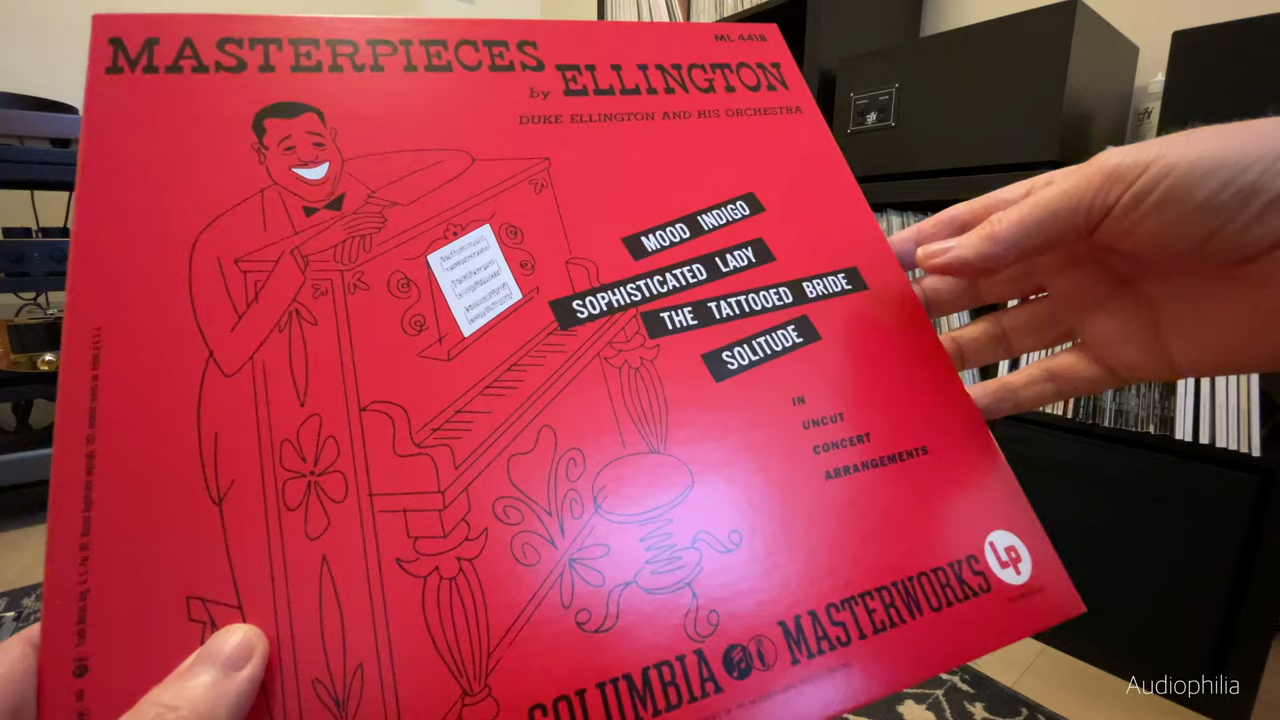 MASTERPIECES
by ELLINGTON
ML 4418
DUKE ELLINGTON AND HIS ORCHESTRA
MOOD INDIGO
SOPHISTICATED LADY
THE TATTOOED BRIDE
SOLITUDE
IN
UNCUT
CONCERT
ARRANGEMENTS
COLUMBIA MASTERWORKS
Lp
Audiophilia